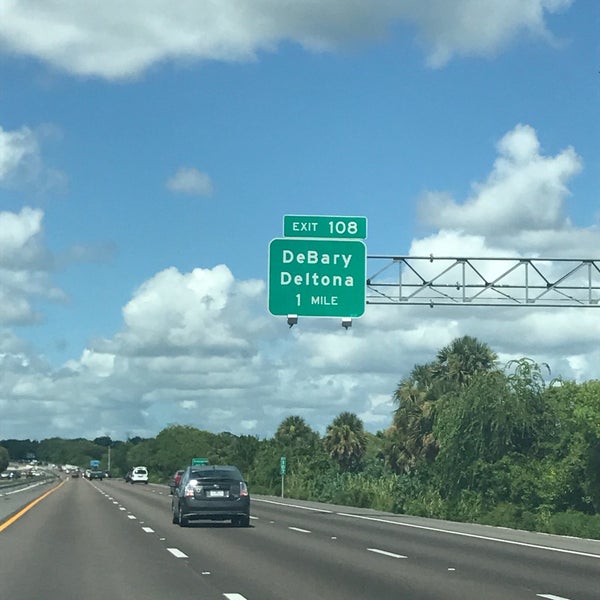 EXIT 108
DeBary
Deltona
1 MILE